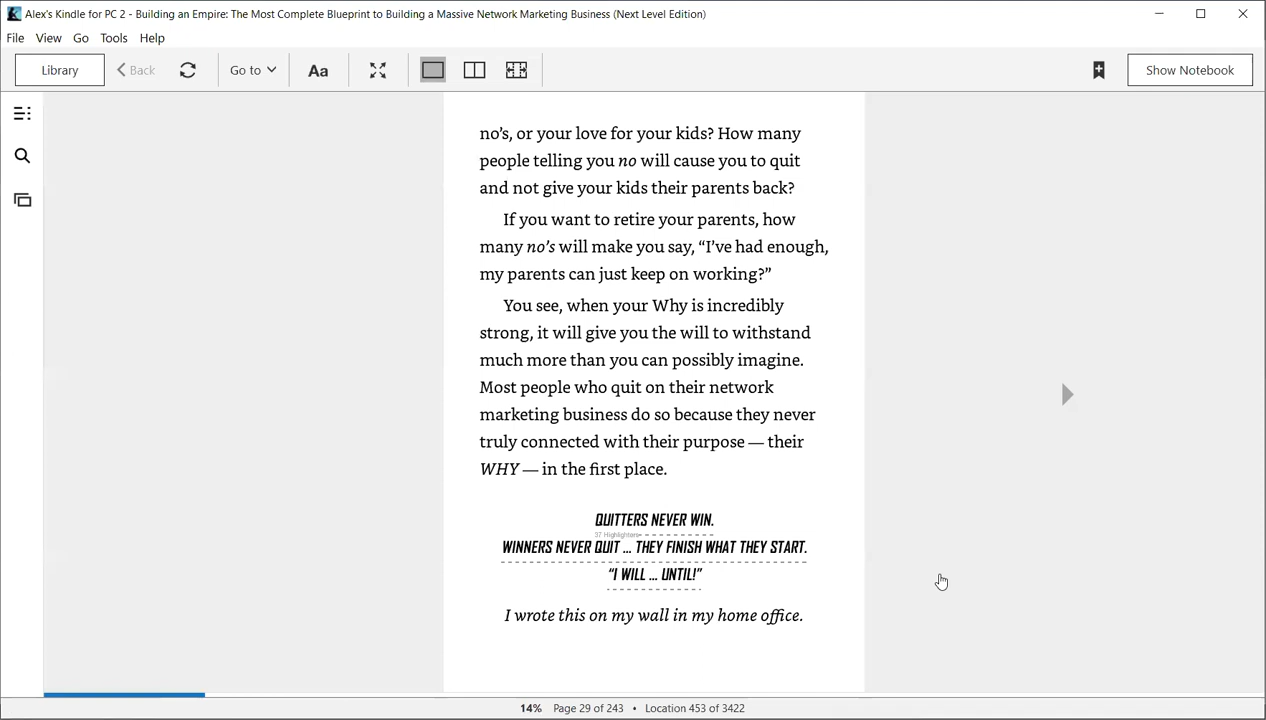 Alex's Kindle for PC 2 - Building an Empire: The Most Complete Blueprint to Building a Massive Network Marketing Business (Next Level Edition)
File View Go Tools Help
Library Back Go to Aa Show Notebook
no’s, or your love for your kids? How many
people telling you no will cause you to quit
and not give your kids their parents back?
If you want to retire your parents, how
many no’s will make you say, “I’ve had enough,
my parents can just keep on working?”
You see, when your Why is incredibly
strong, it will give you the will to withstand
much more than you can possibly imagine.
Most people who quit on their network
marketing business do so because they never
truly connected with their purpose — their
WHY — in the first place.
QUITTERS NEVER WIN.
37 Highlighters
WINNERS NEVER QUIT ... THEY FINISH WHAT THEY START.
“I WILL ... UNTIL!”
I wrote this on my wall in my home office.
14% Page 29 of 243 • Location 453 of 3422